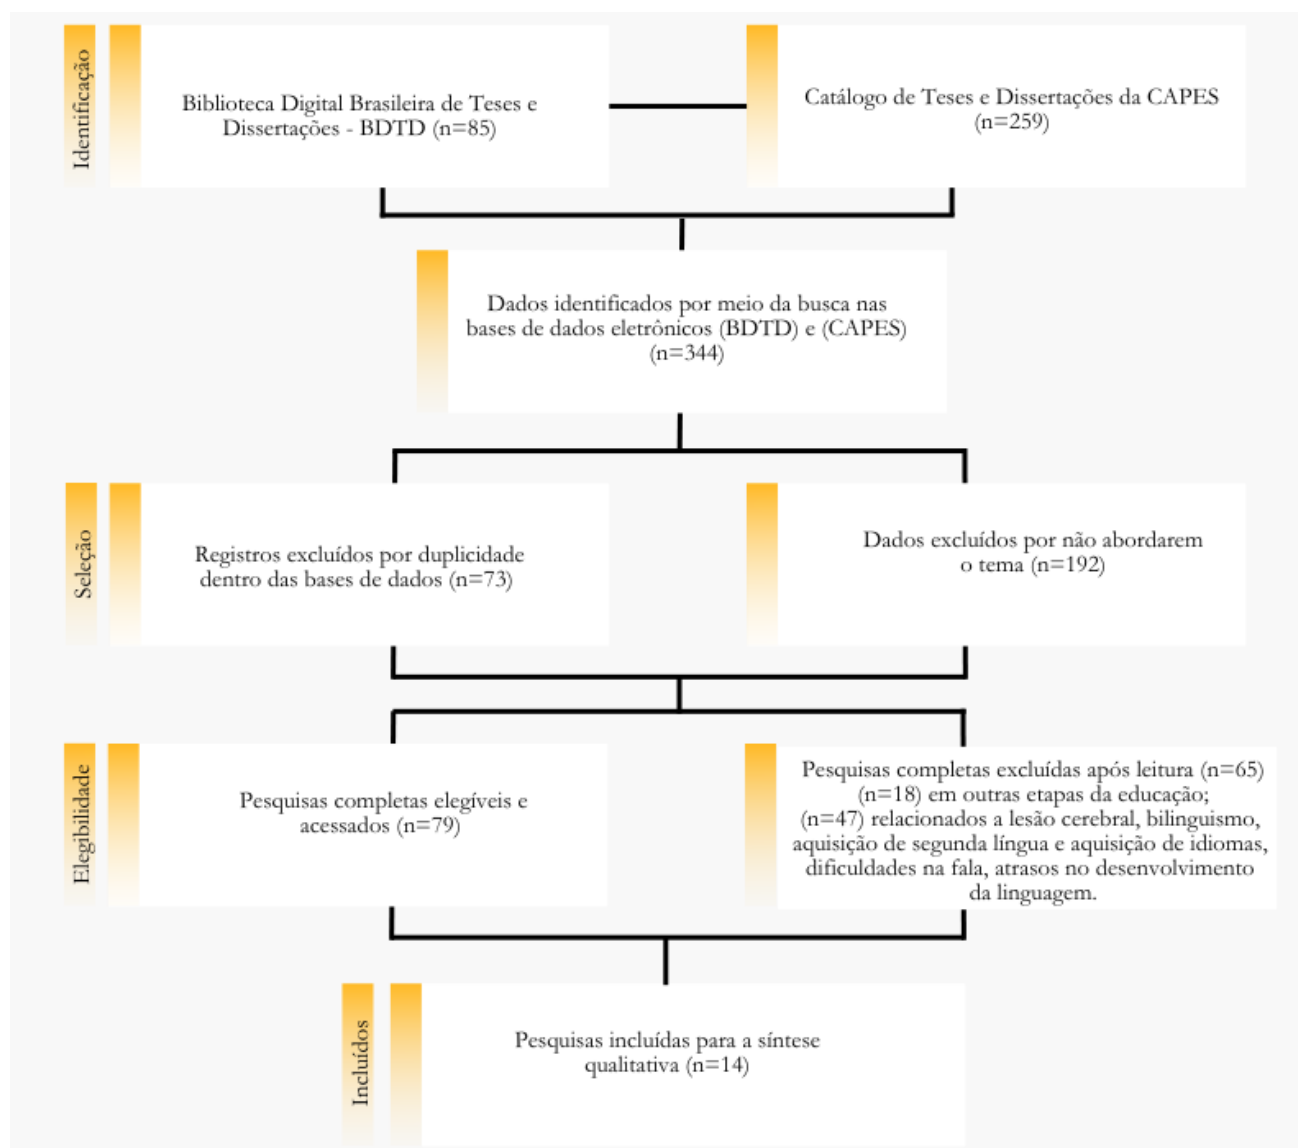 Identificação
Biblioteca Digital Brasileira de Teses e
Dissertações - BDTD (n=85)
Catálogo de Teses e Dissertações da CAPES
(n=259)
Dados identificados por meio da busca nas
bases de dados eletrônicos (BDTD) e (CAPES)
(n=344)
Seleção
Registros excluídos por duplicidade
dentro das bases de dados (n=73)
Dados excluídos por não abordarem
o tema (n=192)
Elegibilidade
Pesquisas completas elegíveis e
acessados (n=79)
Pesquisas completas excluídas após leitura (n=65)
(n=18) em outras etapas da educação;
(n=47) relacionados a lesão cerebral, bilinguismo,
aquisição de segunda língua e aquisição de idiomas,
dificuldades na fala, atrasos no desenvolvimento
da linguagem.
Incluídos
Pesquisas incluídas para a síntese
qualitativa (n=14)